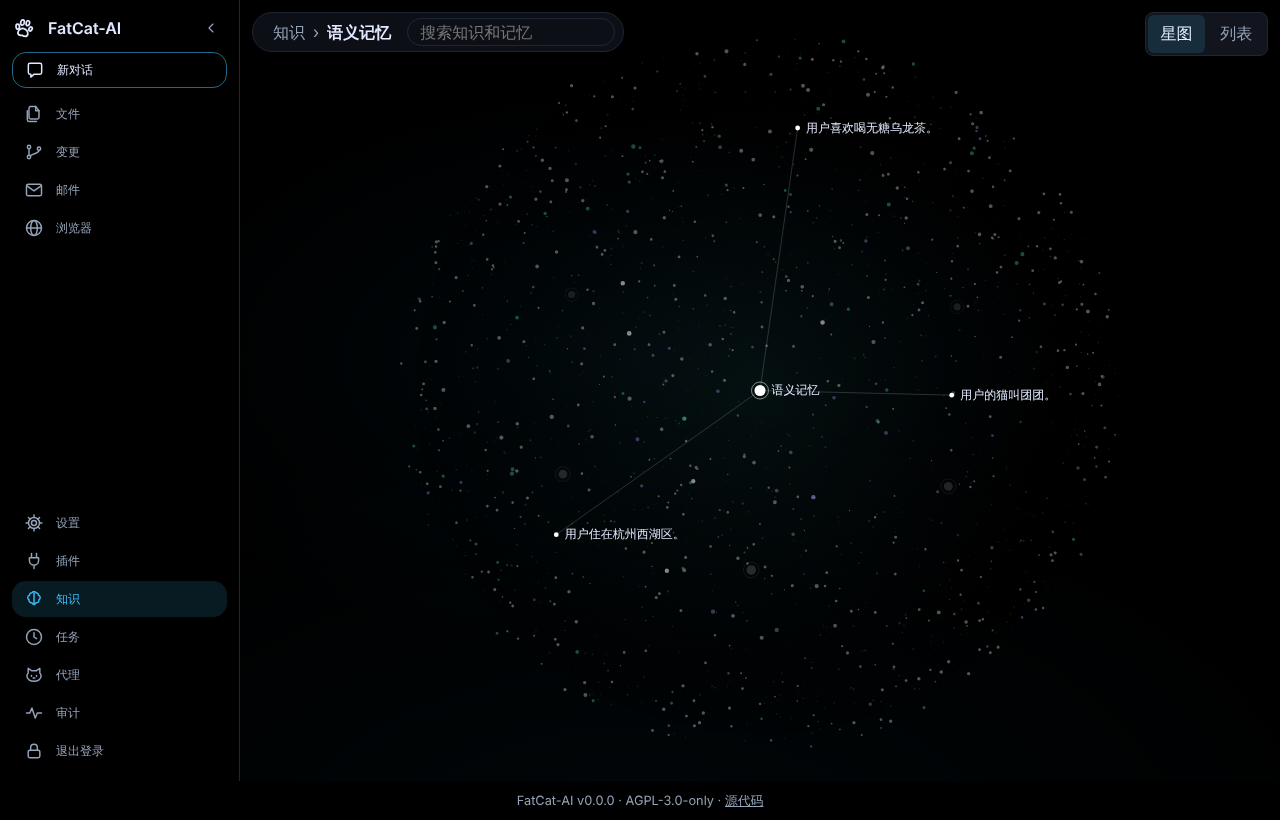 FatCat-AI
新对话
文件
变更
邮件
浏览器
设置
插件
知识
任务
代理
审计
退出登录
知识 › 语义记忆
搜索知识和记忆
星图
列表
用户喜欢喝无糖乌龙茶。
语义记忆
用户的猫叫团团。
用户住在杭州西湖区。
FatCat-AI v0.0.0 · AGPL-3.0-only · 源代码